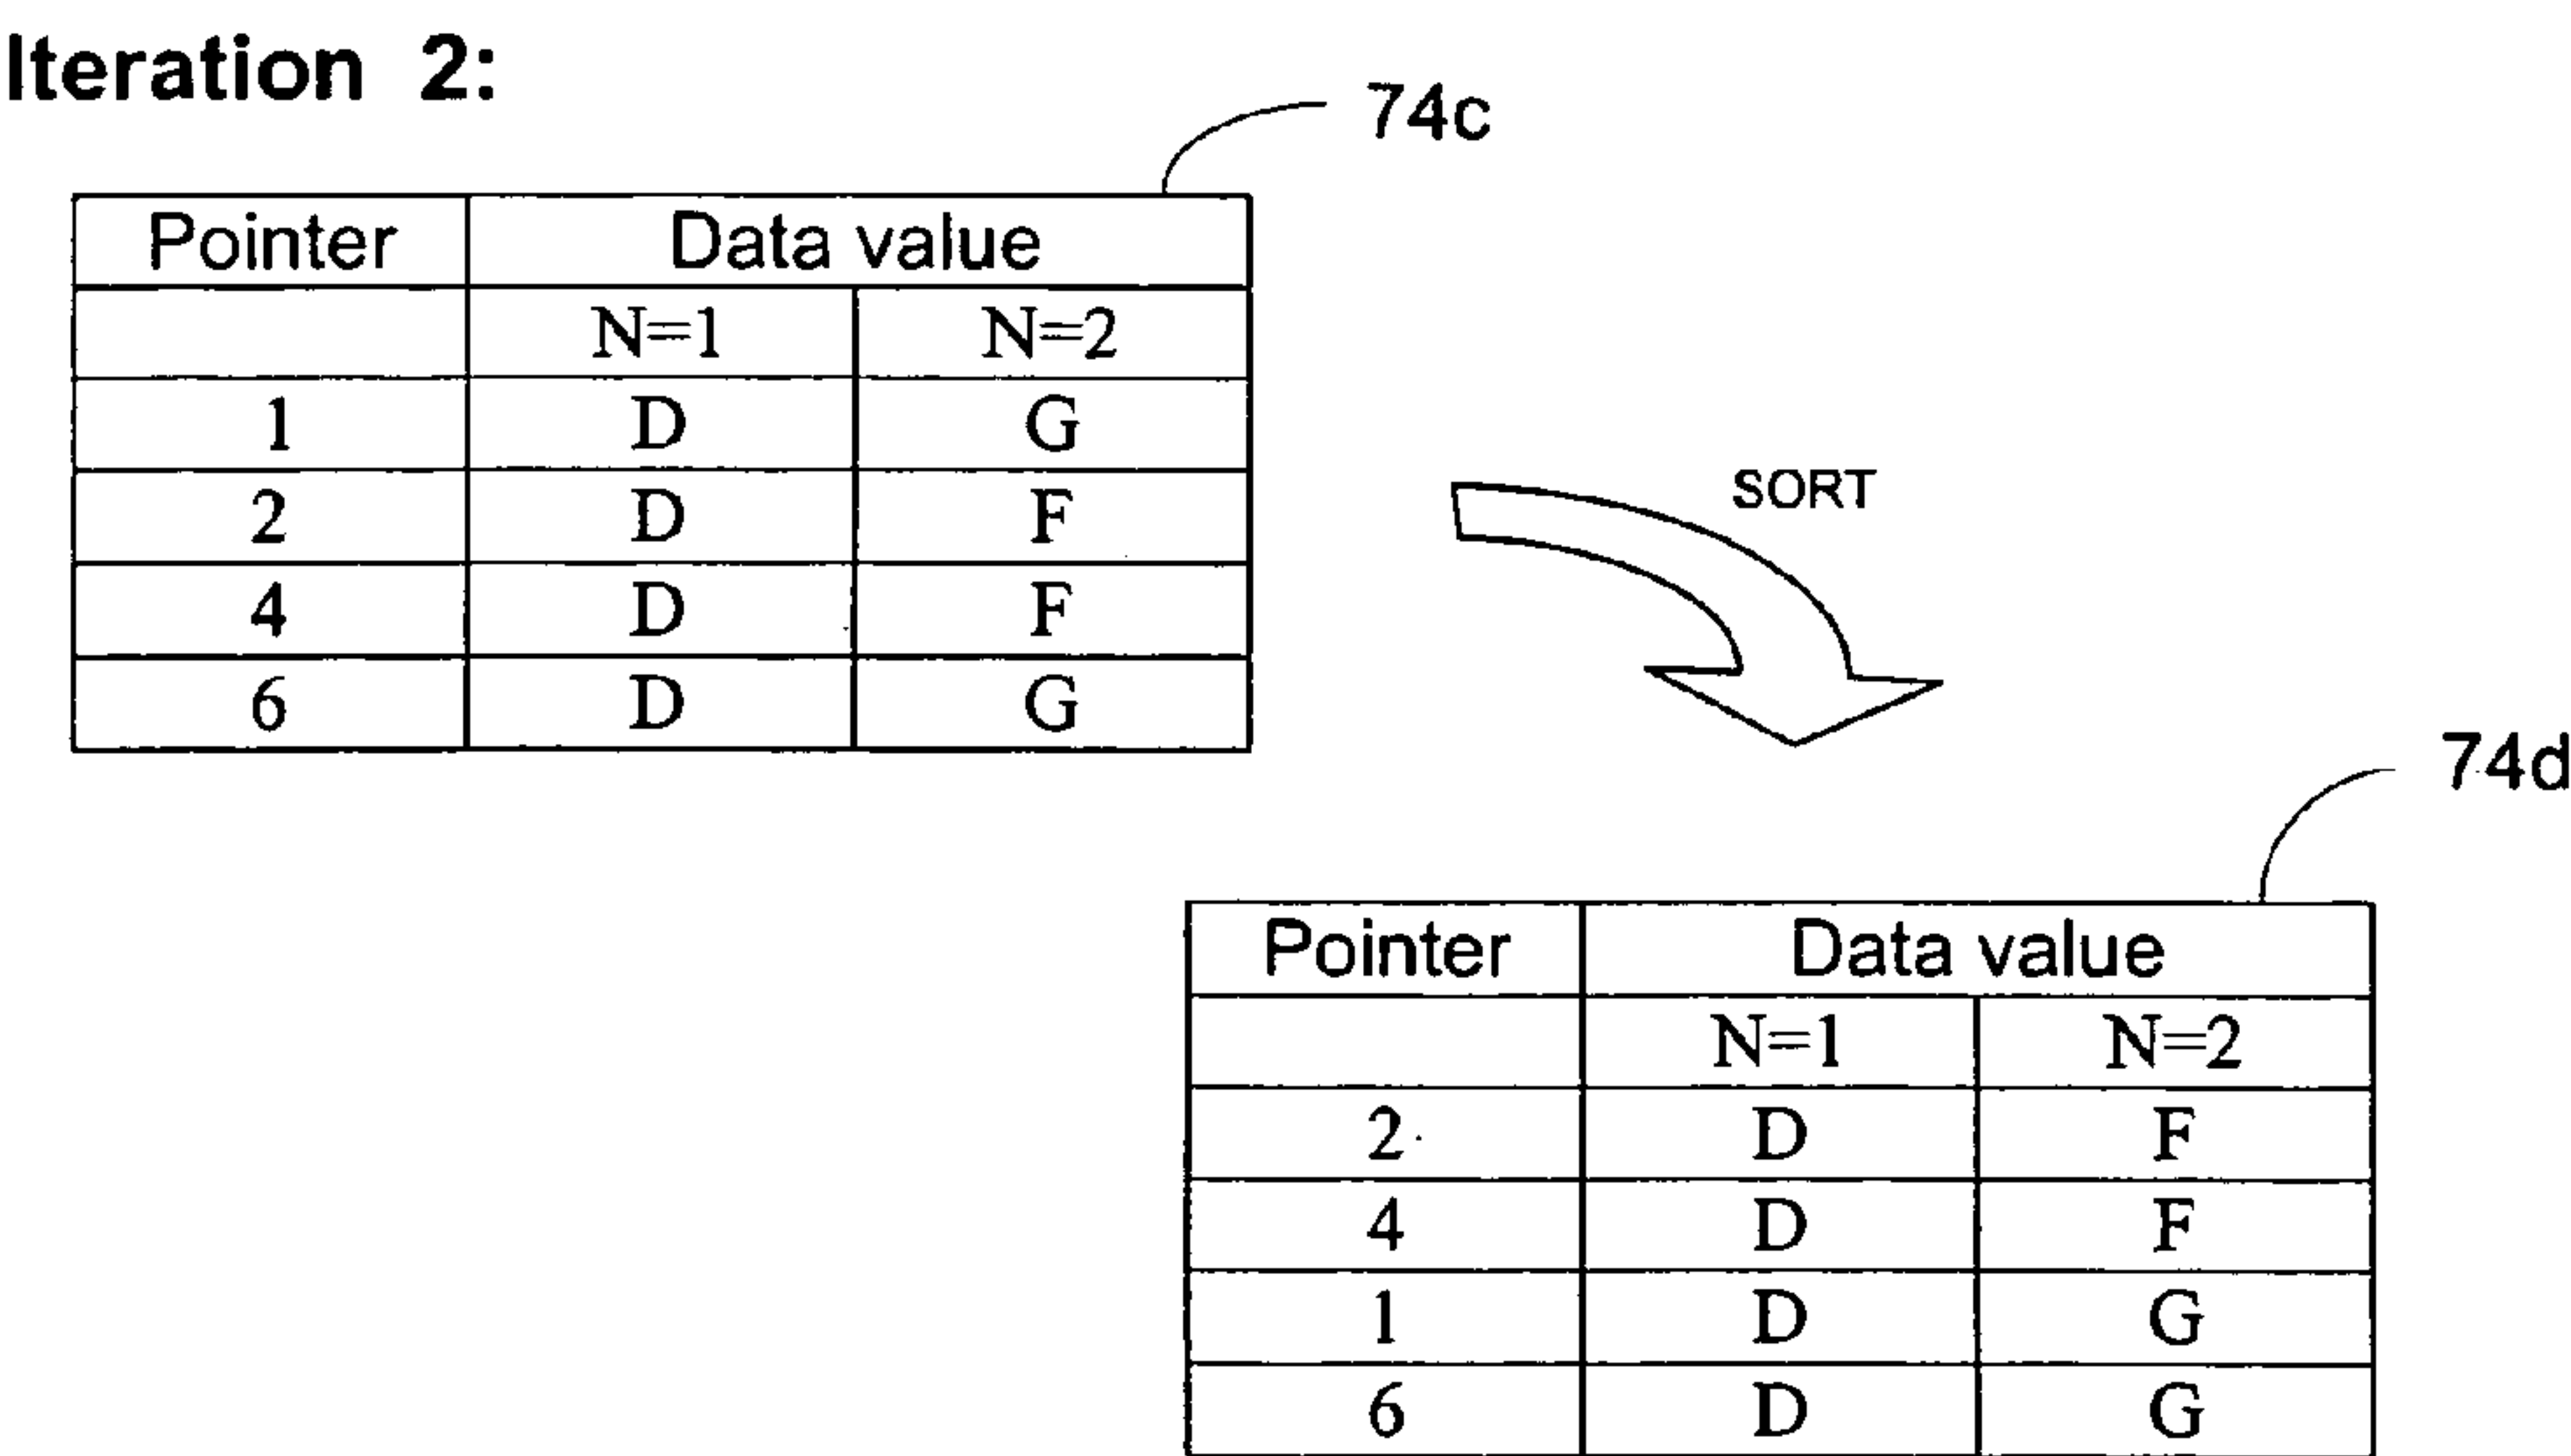 Iteration 2:
74c
Pointer Data value
N=1 N=2
1 D G
2 D F
4 D F
6 D G
SORT
74d
Pointer Data value
N=1 N=2
2 D F
4 D F
1 D G
6 D G